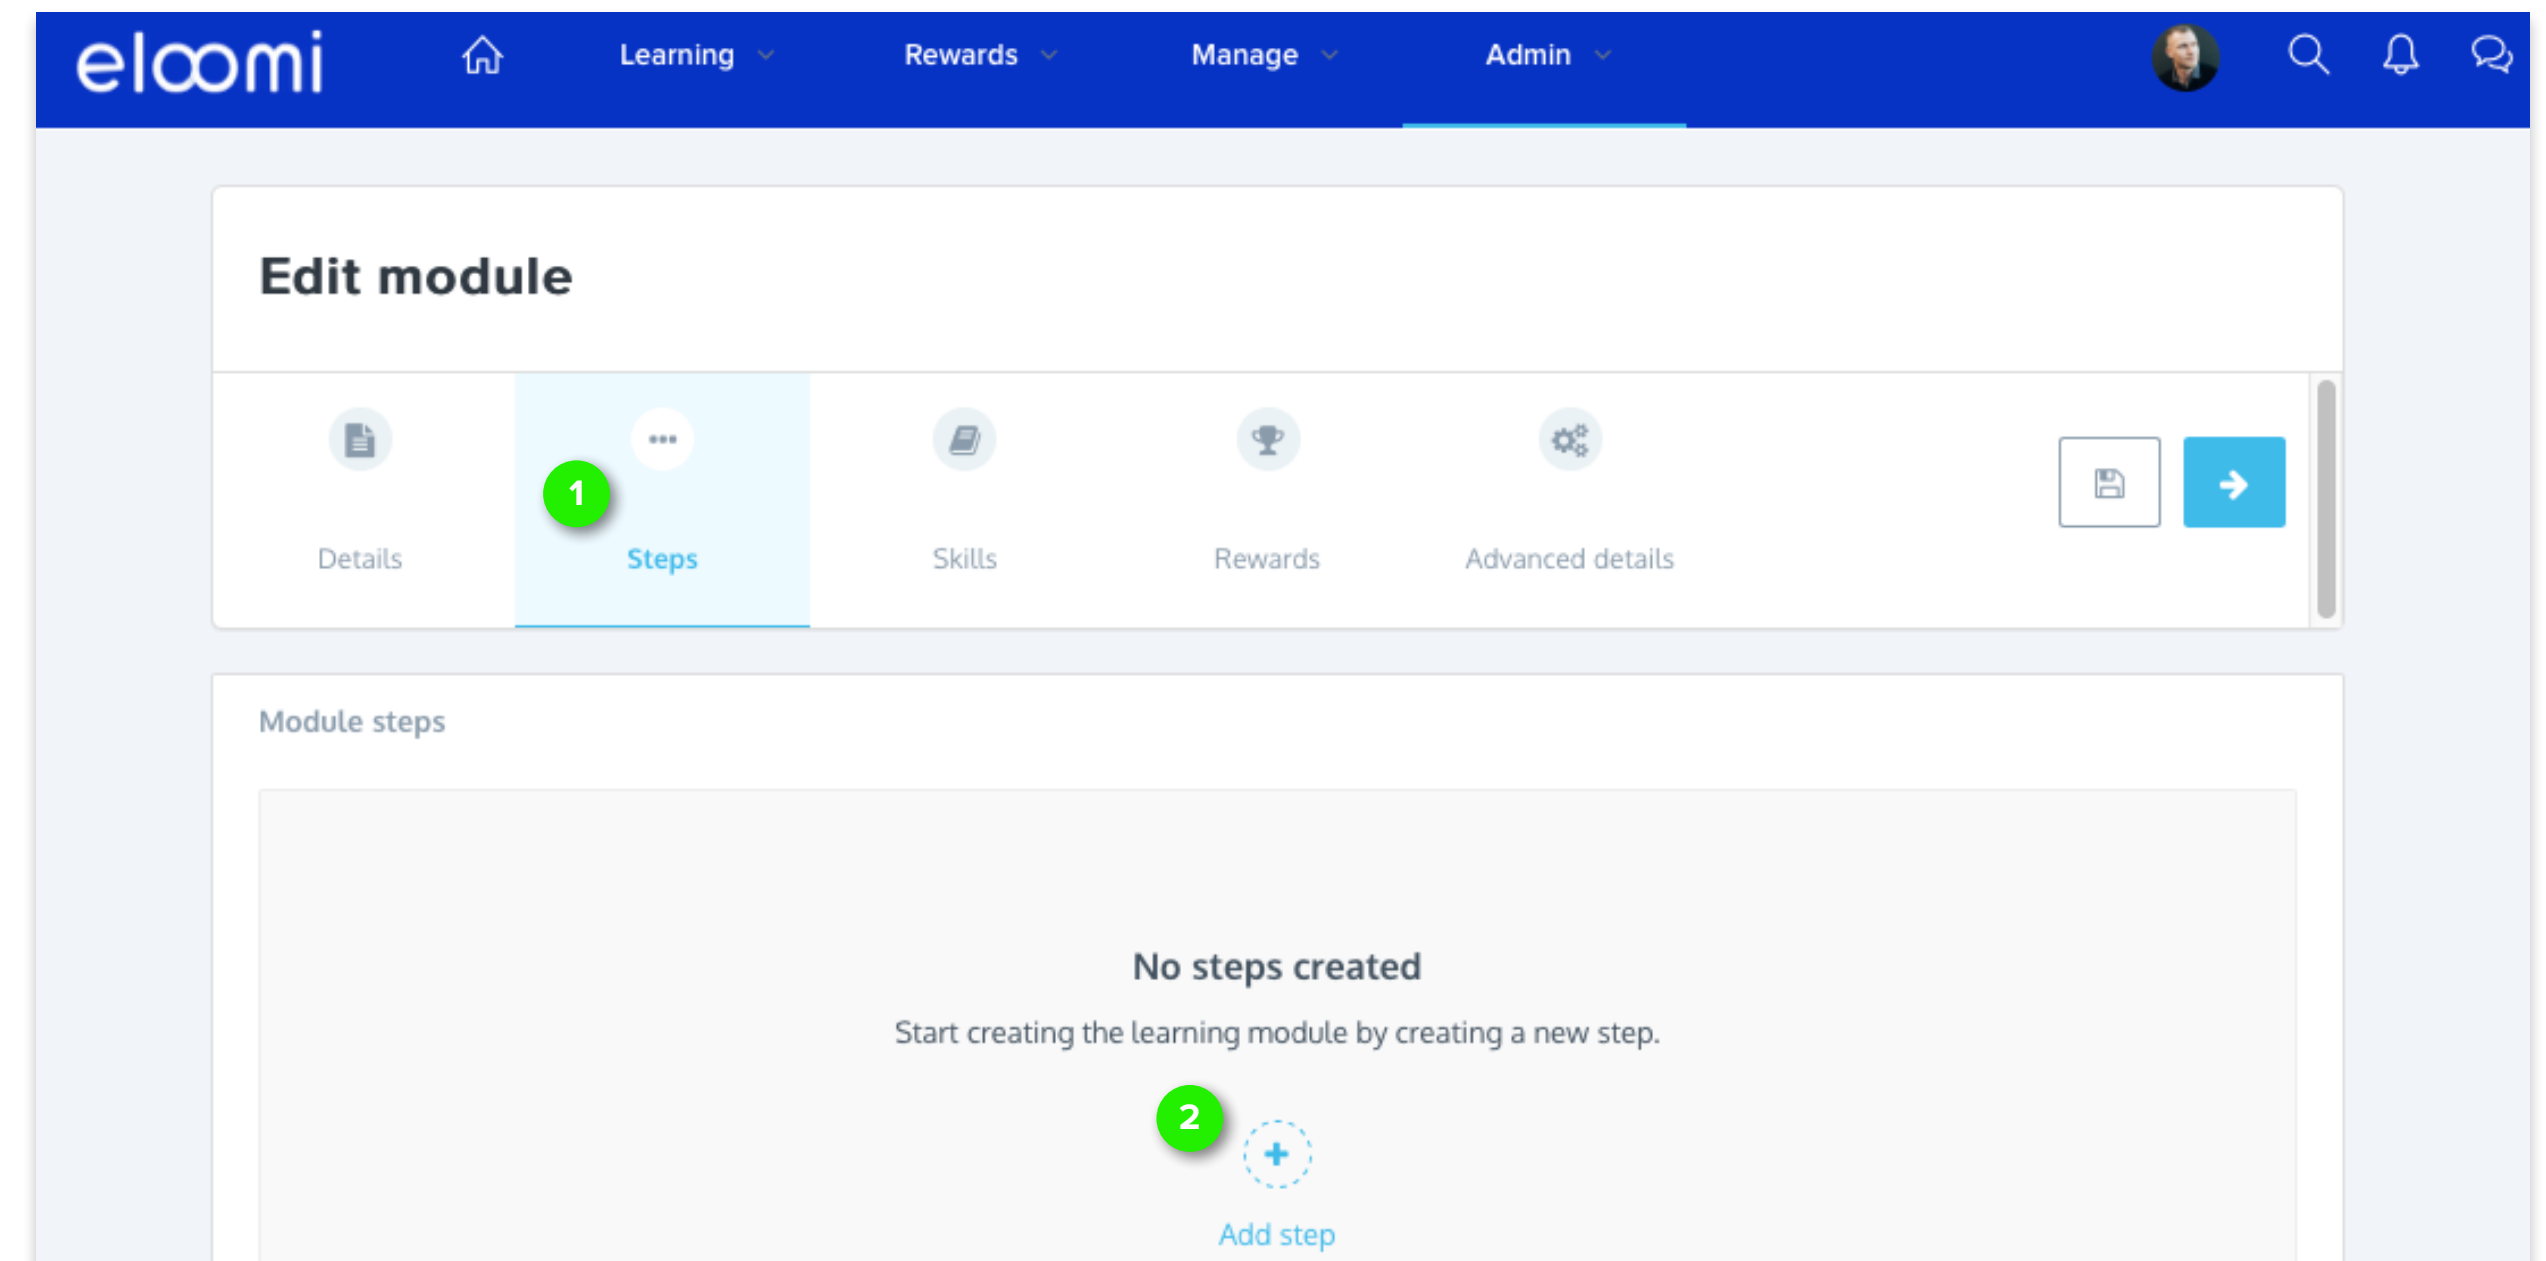 eloomi
Learning
Rewards
Manage
Admin
Edit module
1
Details
Steps
Skills
Rewards
Advanced details
Module steps
No steps created
Start creating the learning module by creating a new step.
2
Add step